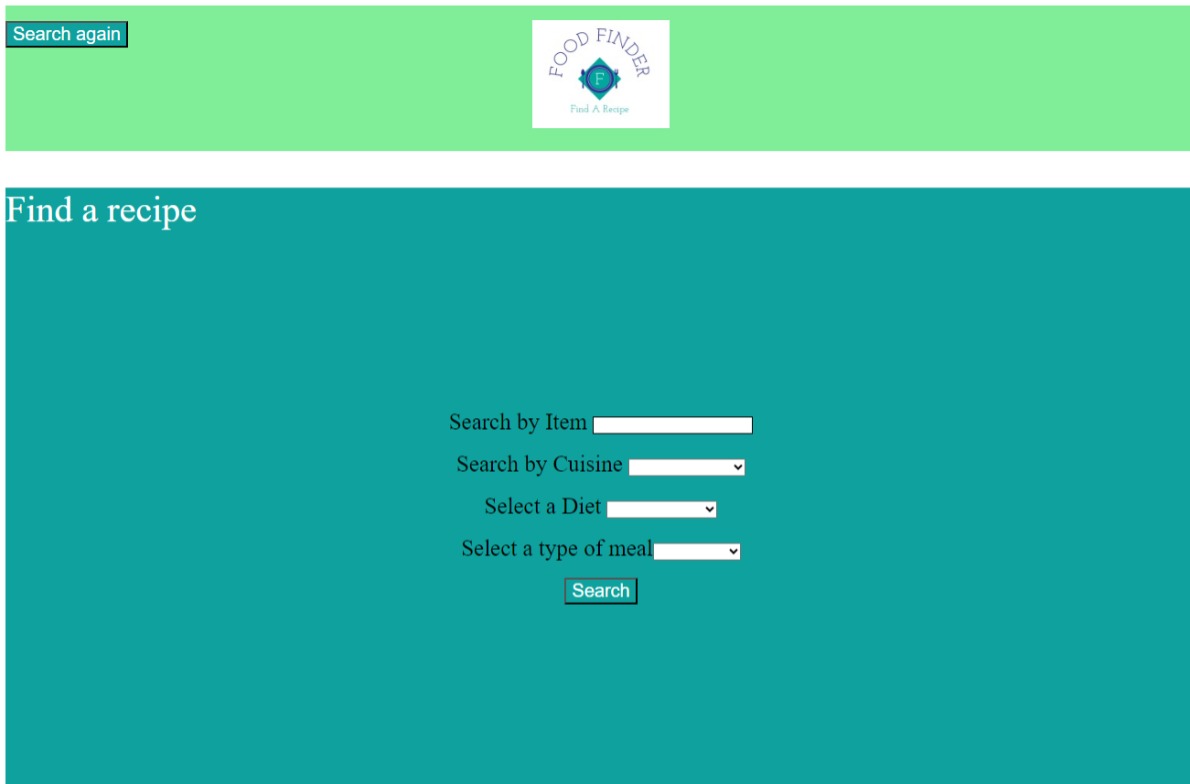 Search again
FOOD FINDER
F
Find A Recipe
Find a recipe
Search by Item
Search by Cuisine
Select a Diet
Select a type of meal
Search